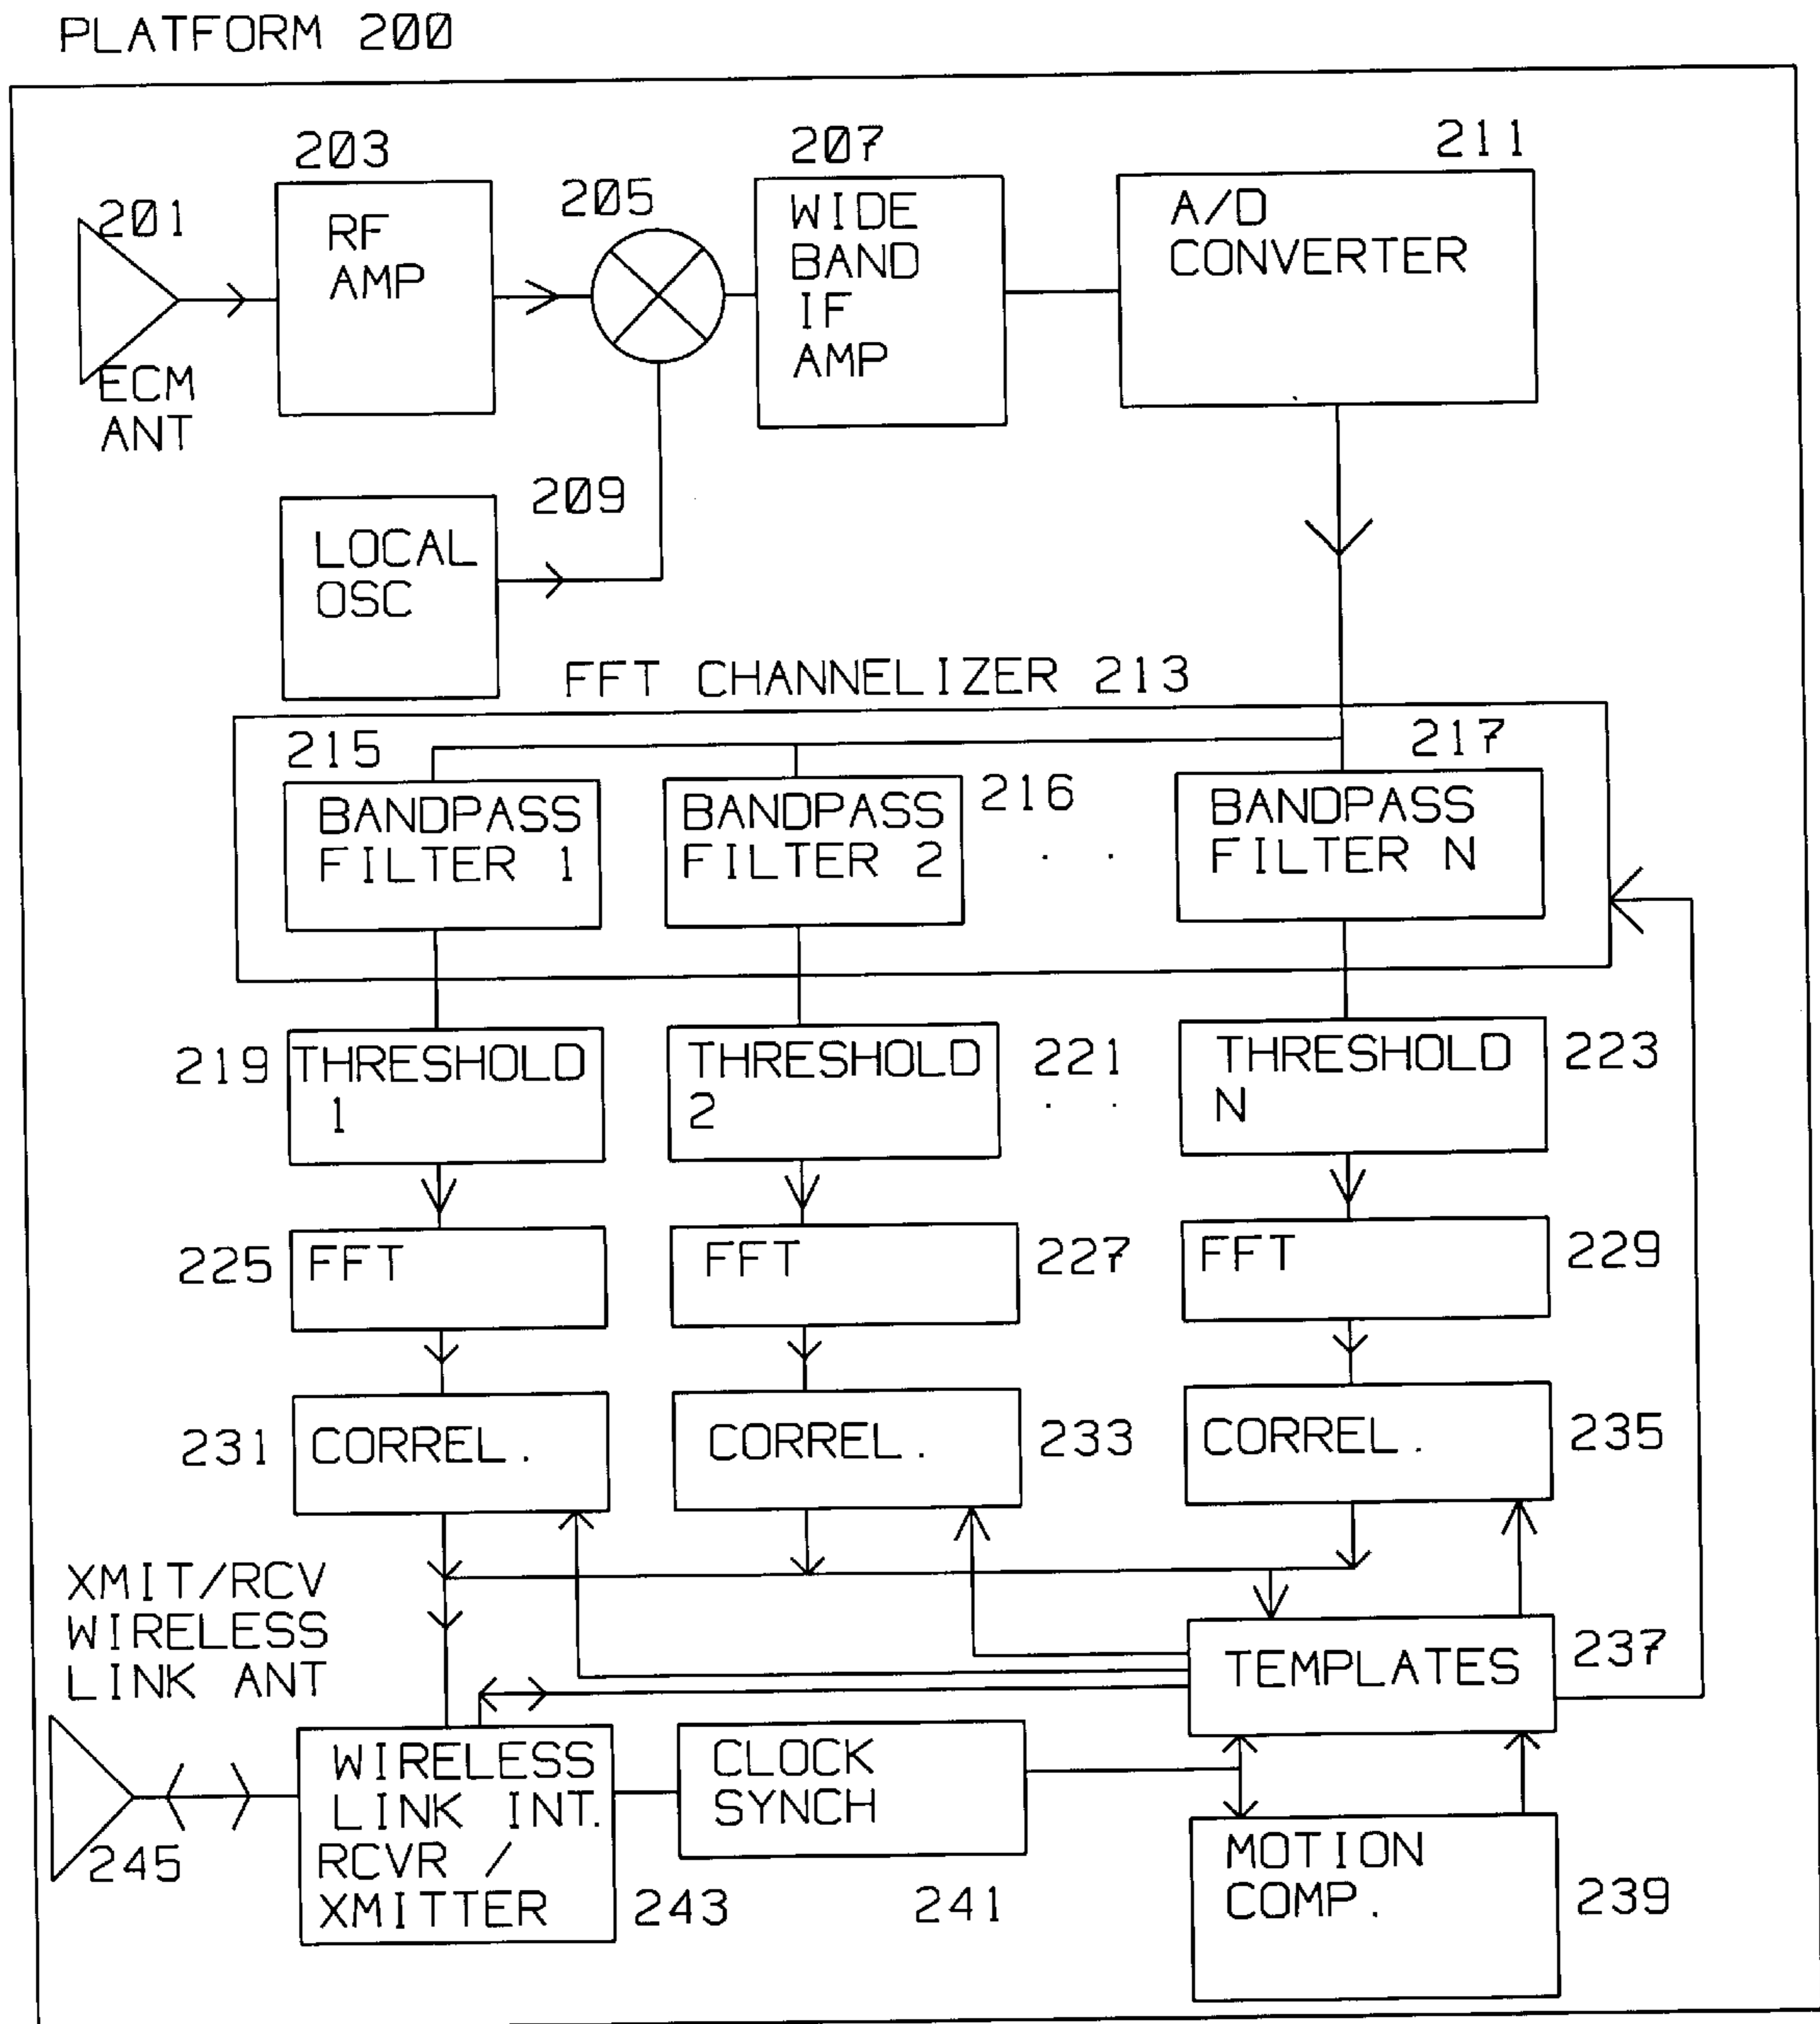 PLATFORM 200
203
207
211
201
205
RF
AMP
WIDE
BAND
IF
AMP
A/D
CONVERTER
ECM
ANT
209
LOCAL
OSC
FFT CHANNELIZER 213
215
217
BANDPASS
FILTER 1
BANDPASS
FILTER 2
216
. .
BANDPASS
FILTER N
219
THRESHOLD
1
THRESHOLD
2
221
. .
THRESHOLD
N
223
225
FFT
FFT
227
FFT
229
231
CORREL.
CORREL.
233
CORREL.
235
XMIT/RCV
WIRELESS
LINK ANT
TEMPLATES
237
WIRELESS
LINK INT.
RCVR /
XMITTER
CLOCK
SYNCH
MOTION
COMP.
245
243
241
239